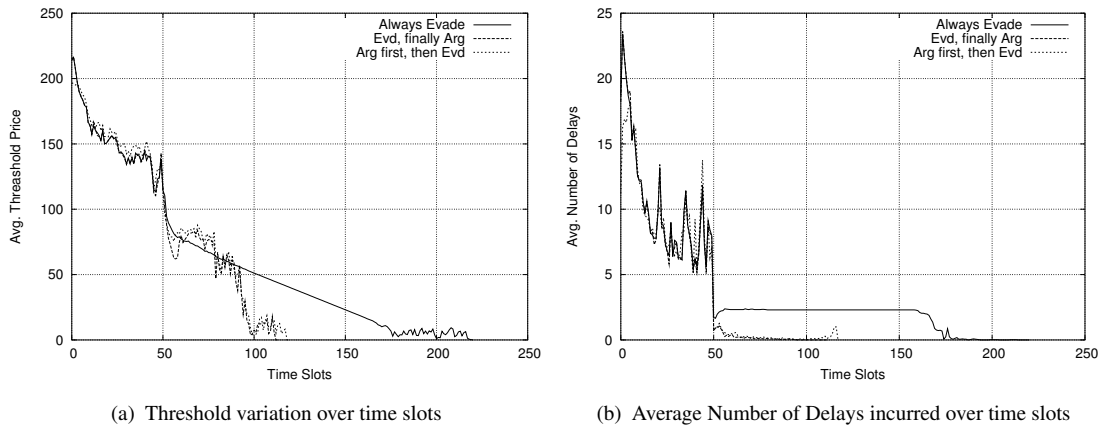 250
200
150
100
50
0
Avg. Threashold Price
0 50 100 150 200 250
Time Slots
Always Evade
Evd, finally Arg
Arg first, then Evd
(a) Threshold variation over time slots
25
20
15
10
5
0
Avg. Number of Delays
0 50 100 150 200 250
Time Slots
Always Evade
Evd, finally Arg
Arg first, then Evd
(b) Average Number of Delays incurred over time slots